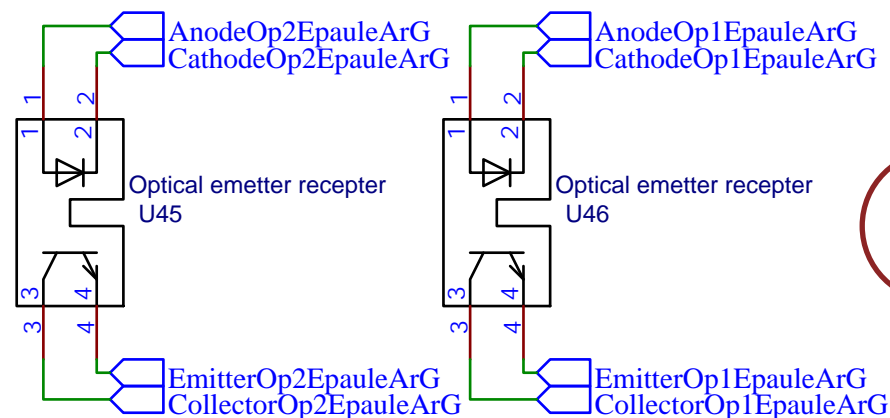 AnodeOp2EpauleArG
CathodeOp2EpauleArG
1 2
1 2
Optical emetter recepter
U45
3 4
3 4
EmitterOp2EpauleArG
CollectorOp2EpauleArG
AnodeOp1EpauleArG
CathodeOp1EpauleArG
1 2
1 2
Optical emetter recepter
U46
3 4
3 4
EmitterOp1EpauleArG
CollectorOp1EpauleArG